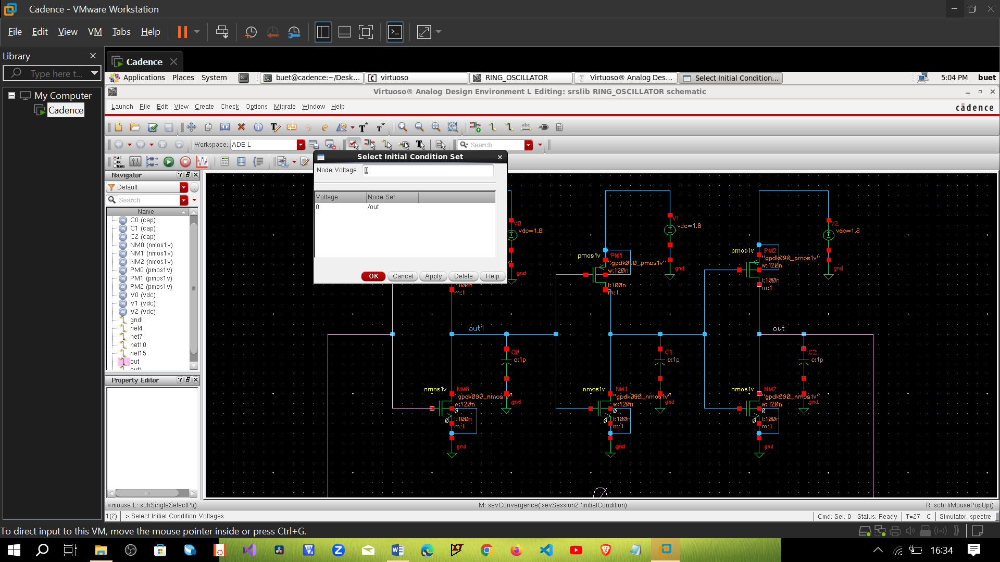 Cadence - VMware Workstation
File Edit View VM Tabs Help
Library
Type here t...
My Computer
Cadence
Cadence
Applications Places System
buet@cadence:~/Desk...
virtuoso
RING_OSCILLATOR
Virtuoso® Analog Des...
Select Initial Condition...
5:04 PM buet
Virtuoso® Analog Design Environment L Editing: srslib RING_OSCILLATOR schematic
Launch File Edit View Create Check Options Migrate Window Help
cādence
abc
Workspace: ADE L
Search
AC
DC
Trans
Navigator
Default
Search
Name
C0 (cap)
C1 (cap)
C2 (cap)
NM0 (nmos1v)
NM1 (nmos1v)
NM2 (nmos1v)
PM0 (pmos1v)
PM1 (pmos1v)
PM2 (pmos1v)
V0 (vdc)
V1 (vdc)
V2 (vdc)
gnd!
net4
net7
net10
net15
out
out1
Property Editor
Select Initial Condition Set
Node Voltage 0
Voltage Node Set
0 /out
OK Cancel Apply Delete Help
V0
vdc=1.8
gnd
l:100n
m:1
V1
vdc=1.8
gnd
pmos1v PM1
"gpdk090_pmos1v"
w:120n
l:100n
m:1
V2
vdc=1.8
gnd
pmos1v PM2
"gpdk090_pmos1v"
w:120n
l:100n
m:1
out1
out
C0
c:1p
gnd
C1
c:1p
gnd
C2
c:1p
gnd
nmos1v NM0
"gpdk090_nmos1v"
w:120n
0
0
l:100n
m:1
gnd
nmos1v NM1
"gpdk090_nmos1v"
w:120n
0
0
l:100n
m:1
gnd
nmos1v NM2
"gpdk090_nmos1v"
w:120n
0
0
l:100n
m:1
gnd
mouse L: schSingleSelectPt() M: sevConvergence('sevSession2 'initialCondition) R: schHiMousePopUp()
1(2) > Select Initial Condition Voltages Cmd: Sel: 0 Status: Ready T=27 C Simulator: spectre
To direct input to this VM, move the mouse pointer inside or press Ctrl+G.
16:34